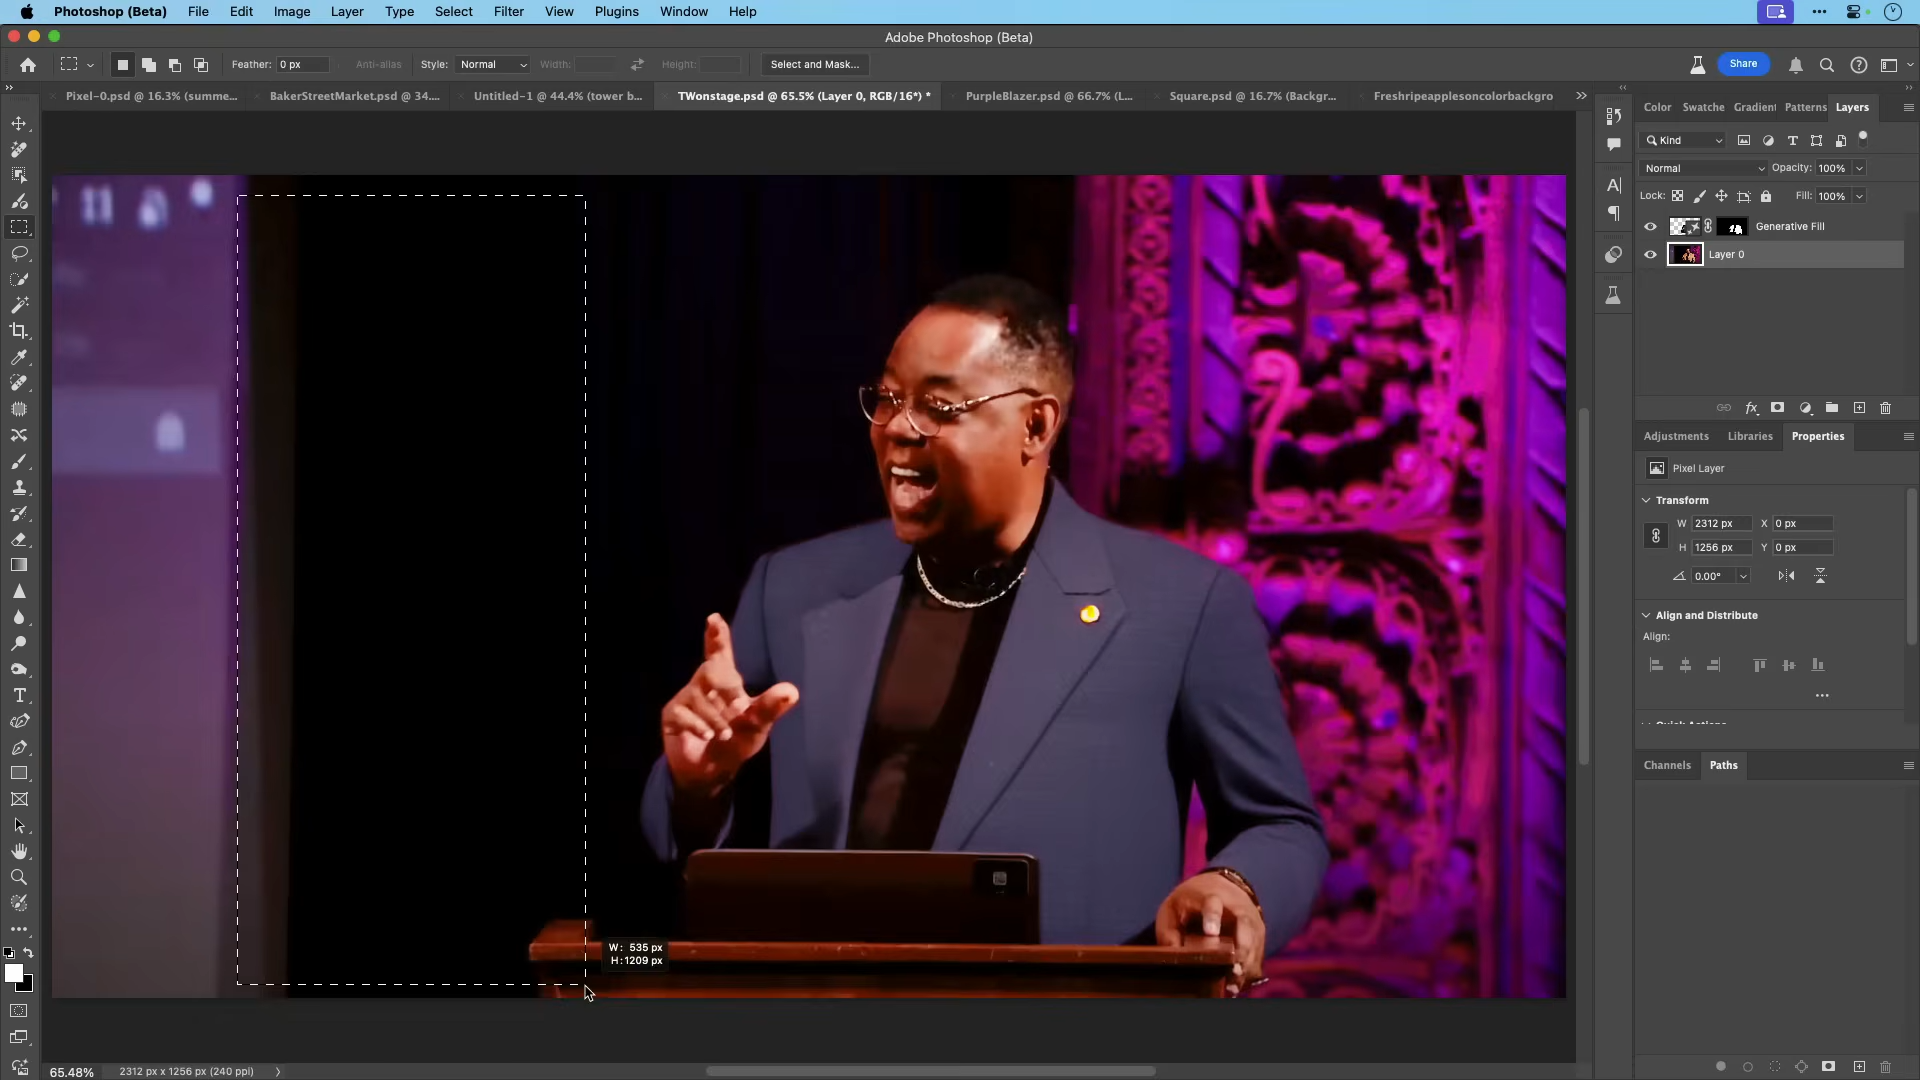 Photoshop (Beta) File Edit Image Layer Type Select Filter View Plugins Window Help
Adobe Photoshop (Beta)
Feather: 0 px Anti-alias Style: Normal Width: Height: Select and Mask... Share
Pixel-0.psd @ 16.3% (summe... BakerStreetMarket.psd @ 34.... Untitled-1 @ 44.4% (tower b... TWonstage.psd @ 65.5% (Layer 0, RGB/16*) * PurpleBlazer.psd @ 66.7% (L... Square.psd @ 16.7% (Backgr... Freshripeapplesoncolorbackgro
Color Swatche Gradient Patterns Layers
Kind
Normal Opacity: 100%
Lock: Fill: 100%
Generative Fill
Layer 0
Adjustments Libraries Properties
Pixel Layer
Transform
W 2312 px X 0 px
H 1256 px Y 0 px
0.00°
Align and Distribute
Align:
Channels Paths
11
W: 535 px
H: 1209 px
65.48% 2312 px x 1256 px (240 ppi)